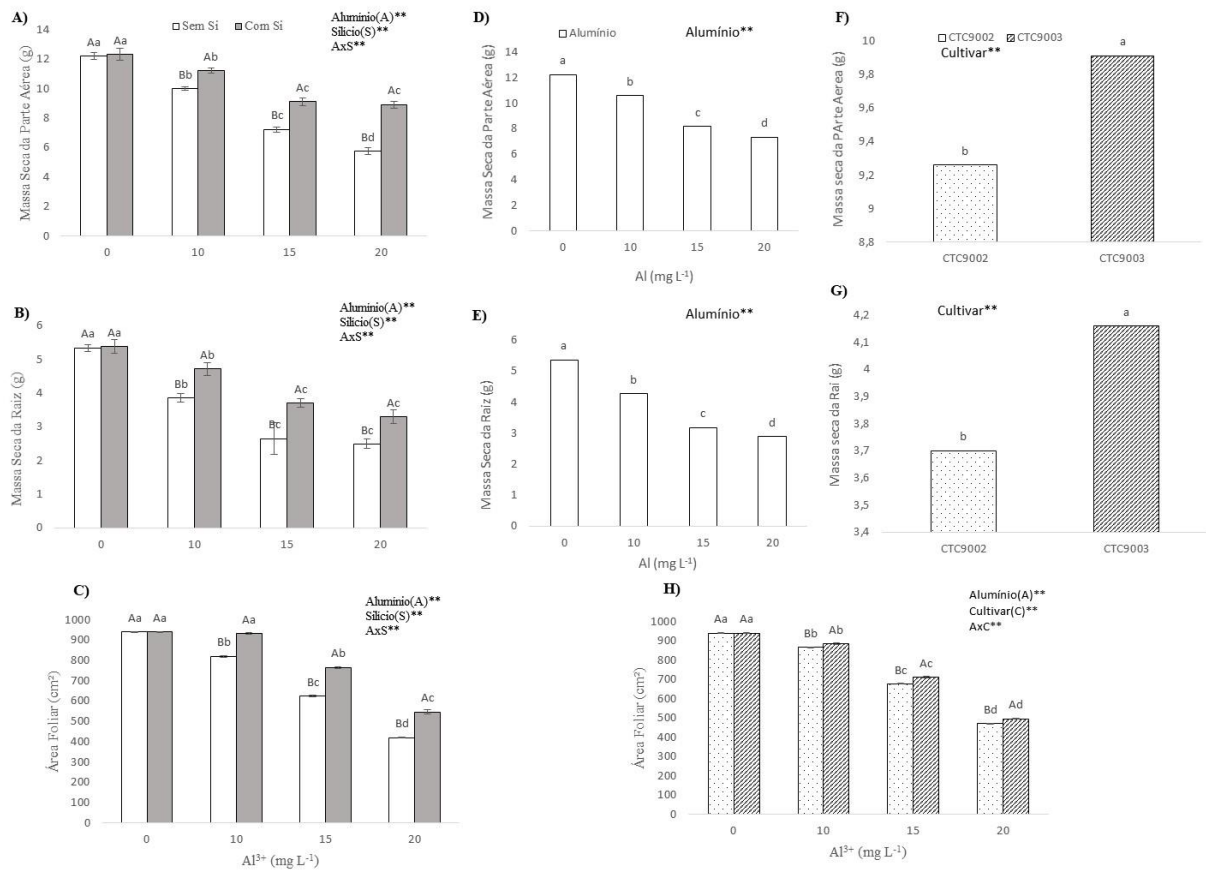 A)
Sem Si Com Si
Aluminio(A)**
Silicio(S)**
AxS**
Massa Seca da Parte Aérea (g)
14
12
10
8
6
4
2
0
Aa Aa
Bb Ab
Bc Ac
Bd Ac
0 10 15 20
B)
Aluminio(A)**
Silicio(S)**
AxS**
Massa Seca da Raiz (g)
6
5
4
3
2
1
0
Aa Aa
Bb Ab
Bc Ac
Bc Ac
0 10 15 20
C)
Aluminio(A)**
Silicio(S)**
AxS**
Área Foliar (cm²)
1000
900
800
700
600
500
400
300
200
100
0
Aa Aa
Bb Aa
Bc Ab
Bd Ac
0 10 15 20
Al³⁺ (mg L⁻¹)
D)
Alumínio
Alumínio**
Massa Seca da Parte Aérea (g)
14
12
10
8
6
4
2
0
a b c d
0 10 15 20
Al (mg L⁻¹)
E)
Alumínio**
Massa Seca da Raiz (g)
6
5
4
3
2
1
0
a b c d
0 10 15 20
Al (mg L⁻¹)
F)
CTC9002 CTC9003
Cultivar**
Massa seca da PArte Aerea (g)
10
9,8
9,6
9,4
9,2
9
8,8
b a
CTC9002 CTC9003
G)
Cultivar**
Massa seca da Rai (g)
4,2
4,1
4
3,9
3,8
3,7
3,6
3,5
3,4
b a
CTC9002 CTC9003
H)
Alumínio(A)**
Cultivar(C)**
AxC**
Área Foliar (cm²)
1000
900
800
700
600
500
400
300
200
100
0
Aa Aa
Bb Ab
Bc Ac
Bd Ad
0 10 15 20
Al³⁺ (mg L⁻¹)